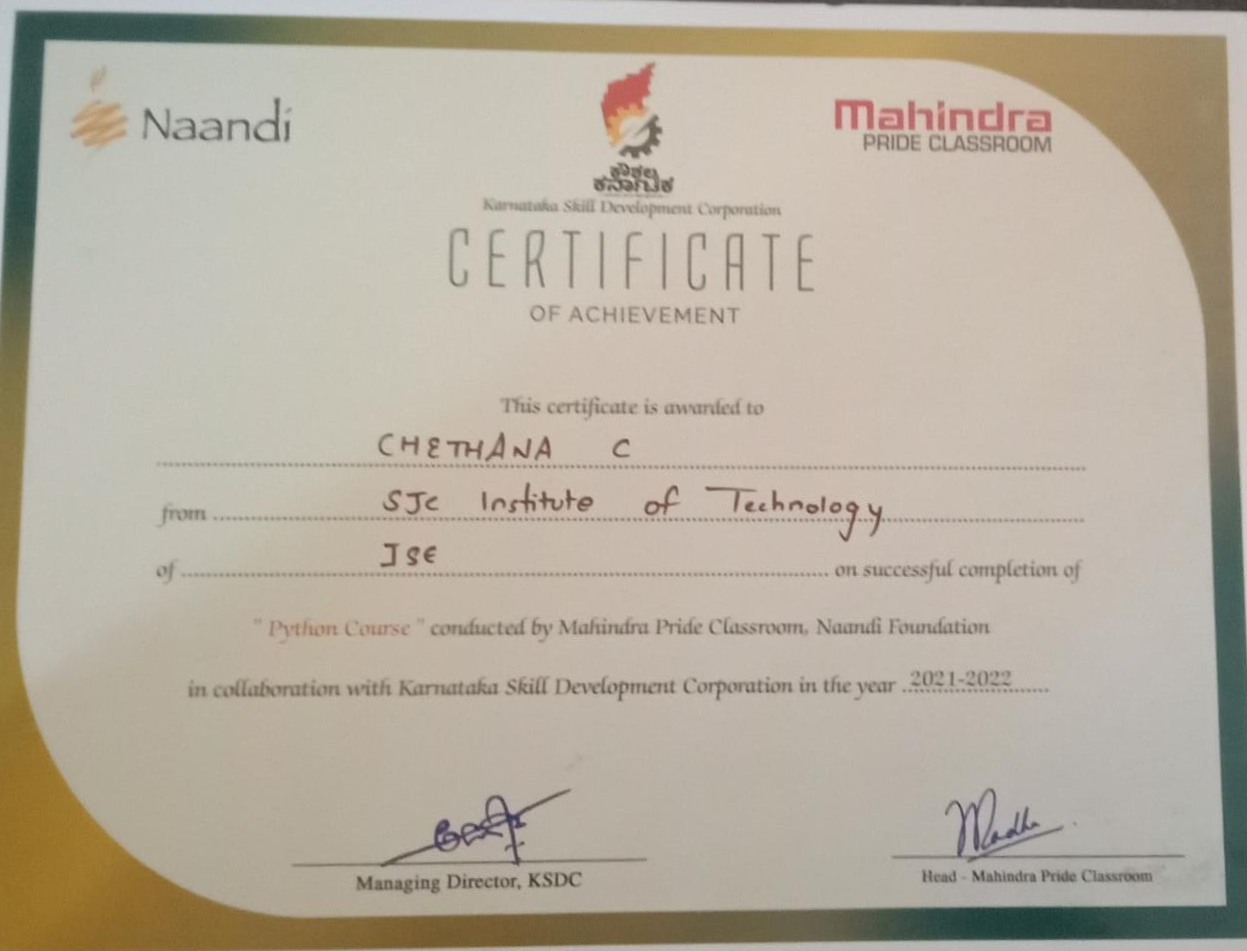 Naandi
Mahindra
PRIDE CLASSROOM
ಕೌಶಲ್ಯ
ಕರ್ನಾಟಕ
Karnataka Skill Development Corporation
CERTIFICATE
OF ACHIEVEMENT
This certificate is awarded to
CHETHANA C
from SJC Institute of Technology
of ISE on successful completion of
" Python Course " conducted by Mahindra Pride Classroom, Naandi Foundation
in collaboration with Karnataka Skill Development Corporation in the year 2021-2022
Madhu
Managing Director, KSDC
Head - Mahindra Pride Classroom